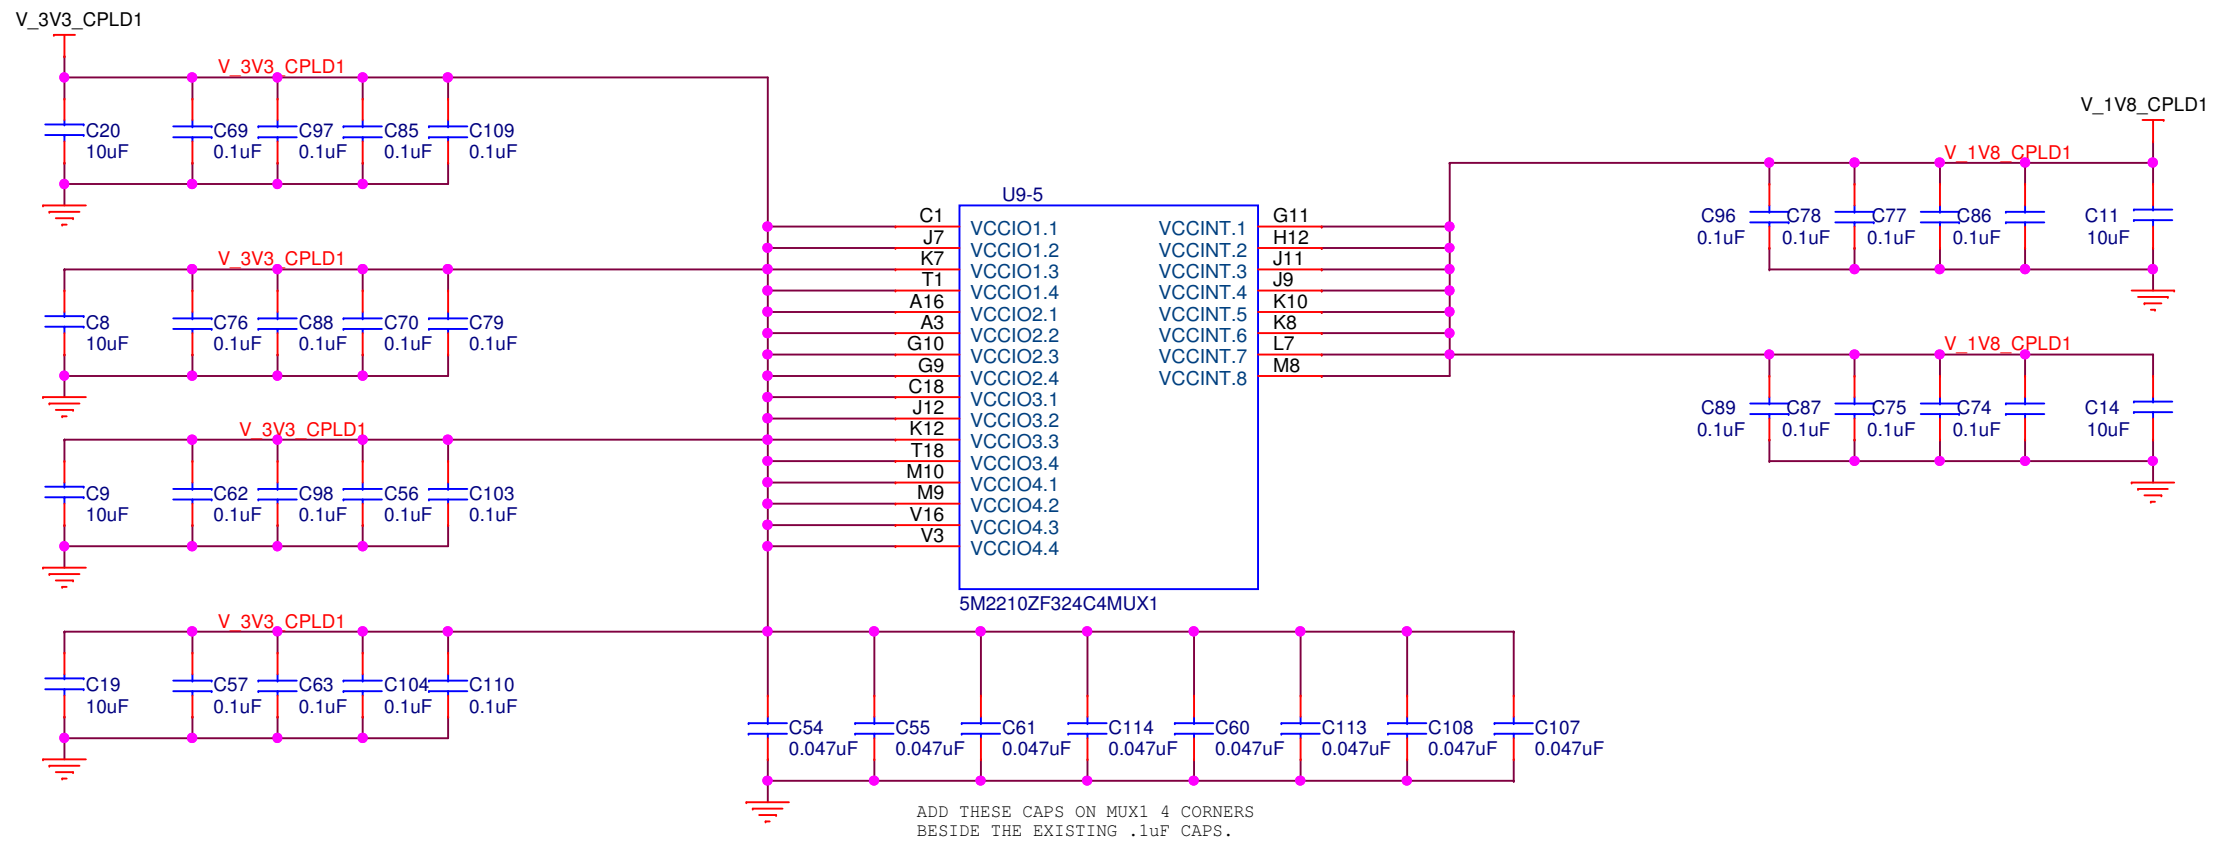 V_3V3_CPLD1
V_3V3_CPLD1
C20 C69 C97 C85 C109
10uF 0.1uF 0.1uF 0.1uF 0.1uF
V_3V3_CPLD1
C8 C76 C88 C70 C79
10uF 0.1uF 0.1uF 0.1uF 0.1uF
V_3V3_CPLD1
C9 C62 C98 C56 C103
10uF 0.1uF 0.1uF 0.1uF 0.1uF
V_3V3_CPLD1
C19 C57 C63 C104 C110
10uF 0.1uF 0.1uF 0.1uF 0.1uF
U9-5
C1 VCCIO1.1 VCCINT.1 G11
J7 VCCIO1.2 VCCINT.2 H12
K7 VCCIO1.3 VCCINT.3 J11
T1 VCCIO1.4 VCCINT.4 J9
A16 VCCIO2.1 VCCINT.5 K10
A3 VCCIO2.2 VCCINT.6 K8
G10 VCCIO2.3 VCCINT.7 L7
G9 VCCIO2.4 VCCINT.8 M8
C18 VCCIO3.1
J12 VCCIO3.2
K12 VCCIO3.3
T18 VCCIO3.4
M10 VCCIO4.1
M9 VCCIO4.2
V16 VCCIO4.3
V3 VCCIO4.4
5M2210ZF324C4MUX1
V_1V8_CPLD1
V_1V8_CPLD1
C96 C78 C77 C86 C11
0.1uF 0.1uF 0.1uF 0.1uF 10uF
V_1V8_CPLD1
C89 C87 C75 C74 C14
0.1uF 0.1uF 0.1uF 0.1uF 10uF
C54 C55 C61 C114 C60 C113 C108 C107
0.047uF 0.047uF 0.047uF 0.047uF 0.047uF 0.047uF 0.047uF 0.047uF
ADD THESE CAPS ON MUX1 4 CORNERS
BESIDE THE EXISTING .1uF CAPS.